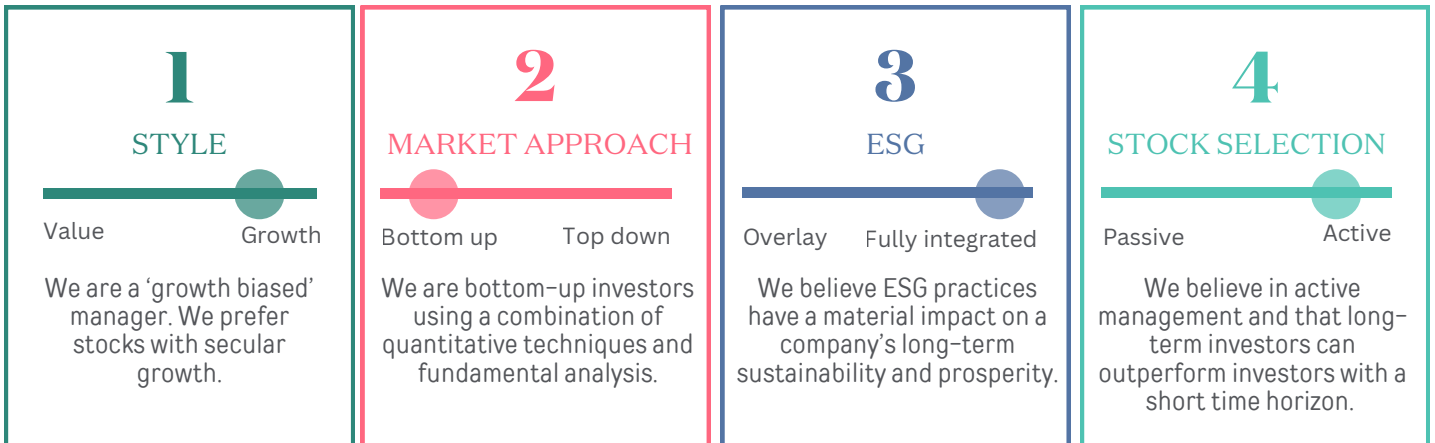 1
STYLE
Value
Growth
We are a ‘growth biased’
manager. We prefer
stocks with secular
growth.
2
MARKET APPROACH
Bottom up
Top down
We are bottom-up investors
using a combination of
quantitative techniques and
fundamental analysis.
3
ESG
Overlay
Fully integrated
We believe ESG practices
have a material impact on a
company’s long-term
sustainability and prosperity.
4
STOCK SELECTION
Passive
Active
We believe in active
management and that long-
term investors can
outperform investors with a
short time horizon.